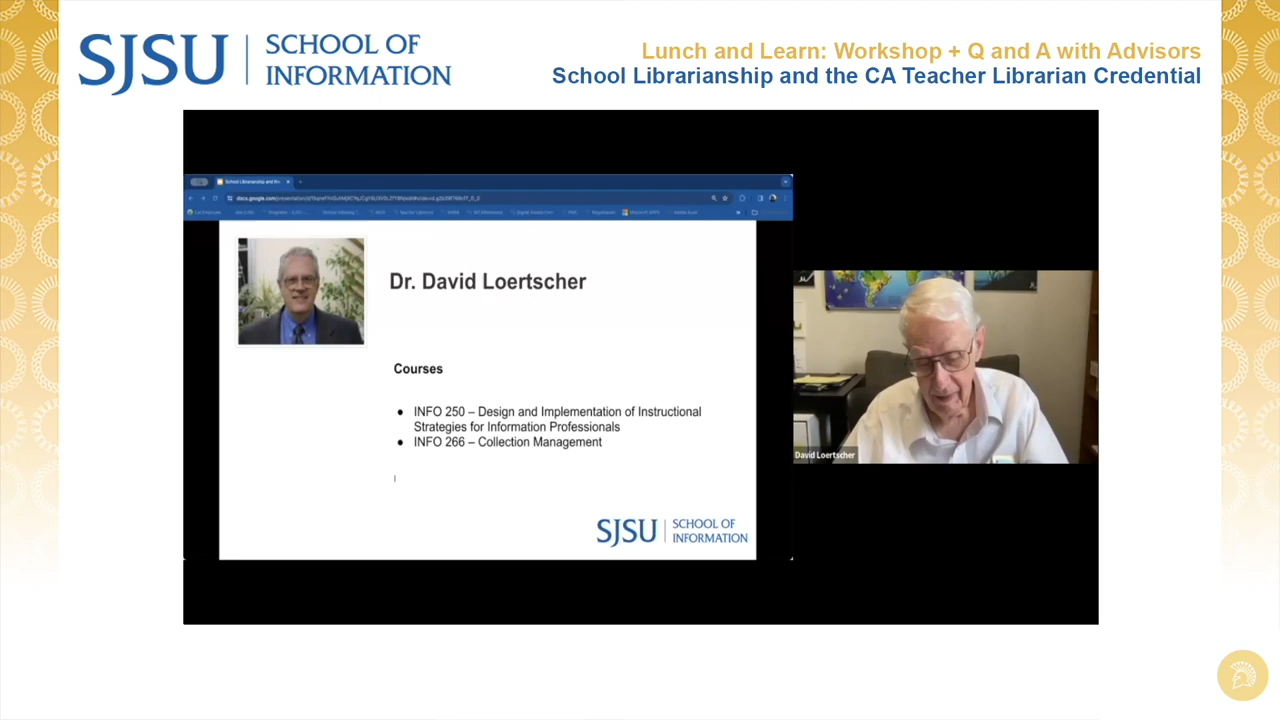 SJSU
SCHOOL OF
INFORMATION
Lunch and Learn: Workshop + Q and A with Advisors
School Librarianship and the CA Teacher Librarian Credential
Dr. David Loertscher
Courses
● INFO 250 – Design and Implementation of Instructional
Strategies for Information Professionals
● INFO 266 – Collection Management
SJSU
SCHOOL OF
INFORMATION
David Loertscher